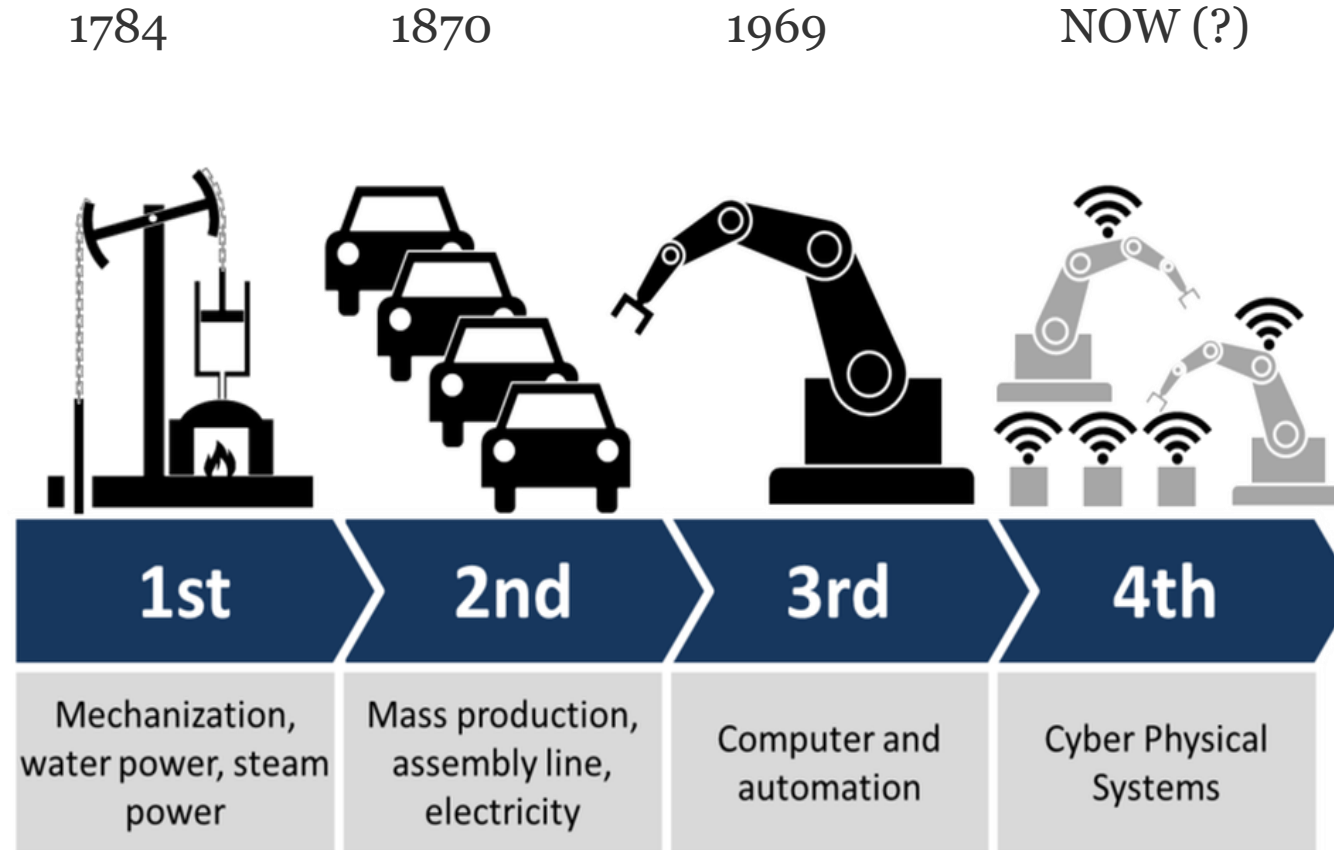 1784 1870 1969 NOW (?)
1st 2nd 3rd 4th
Mechanization,
water power, steam
power
Mass production,
assembly line,
electricity
Computer and
automation
Cyber Physical
Systems